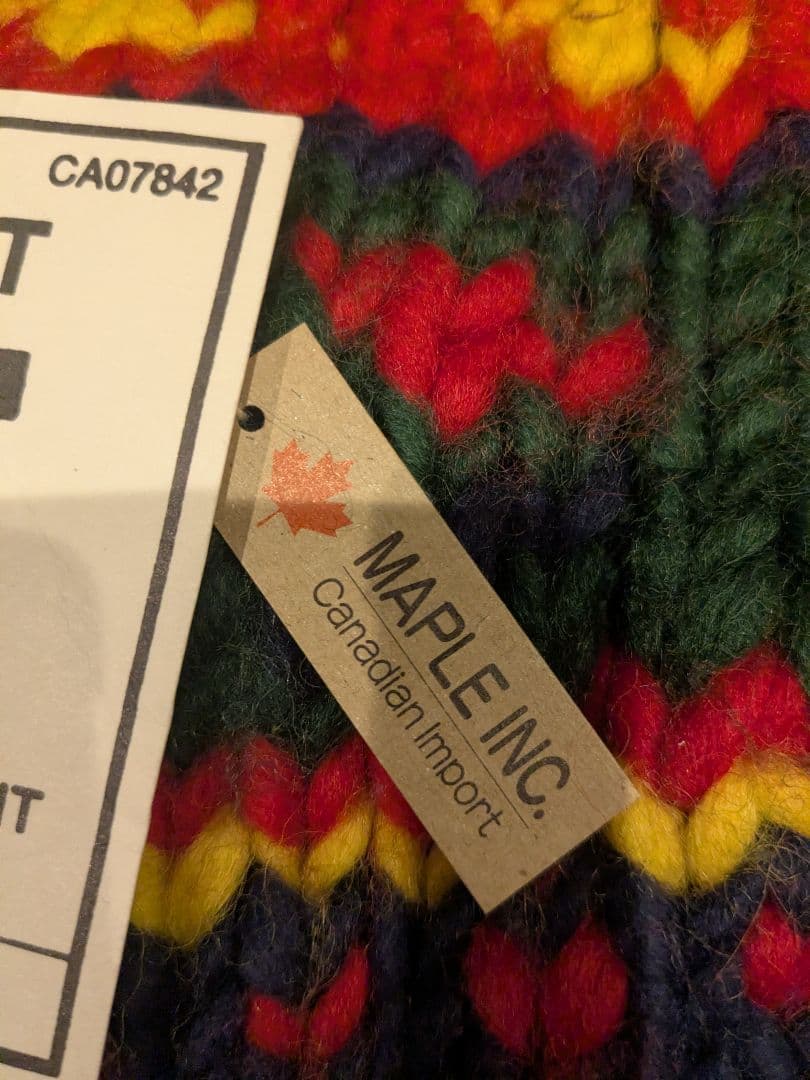 CA07842
T
IT
MAPLE INC.
Canadian Import